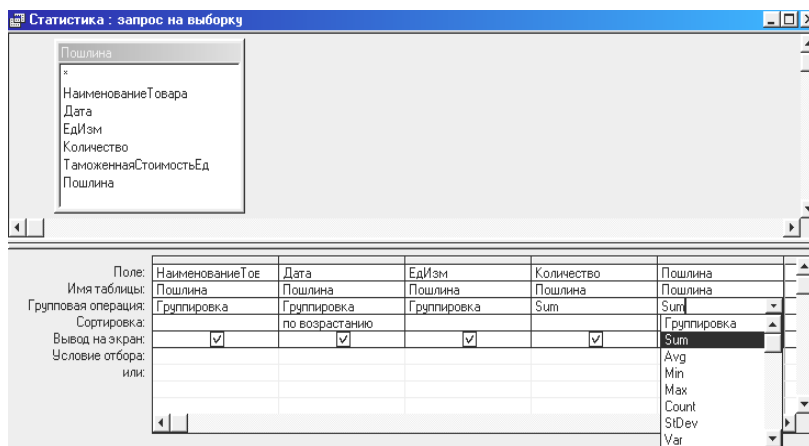 Статистика : запрос на выборку
Пошлина
*
НаименованиеТовара
Дата
ЕдИзм
Количество
ТаможеннаяСтоимостьЕд
Пошлина
Поле: НаименованиеТов Дата ЕдИзм Количество Пошлина
Имя таблицы: Пошлина Пошлина Пошлина Пошлина Пошлина
Групповая операция: Группировка Группировка Группировка Sum Sum
Сортировка: по возрастанию Группировка
Вывод на экран: Sum
Условие отбора: Avg
или: Min
Max
Count
StDev
Var